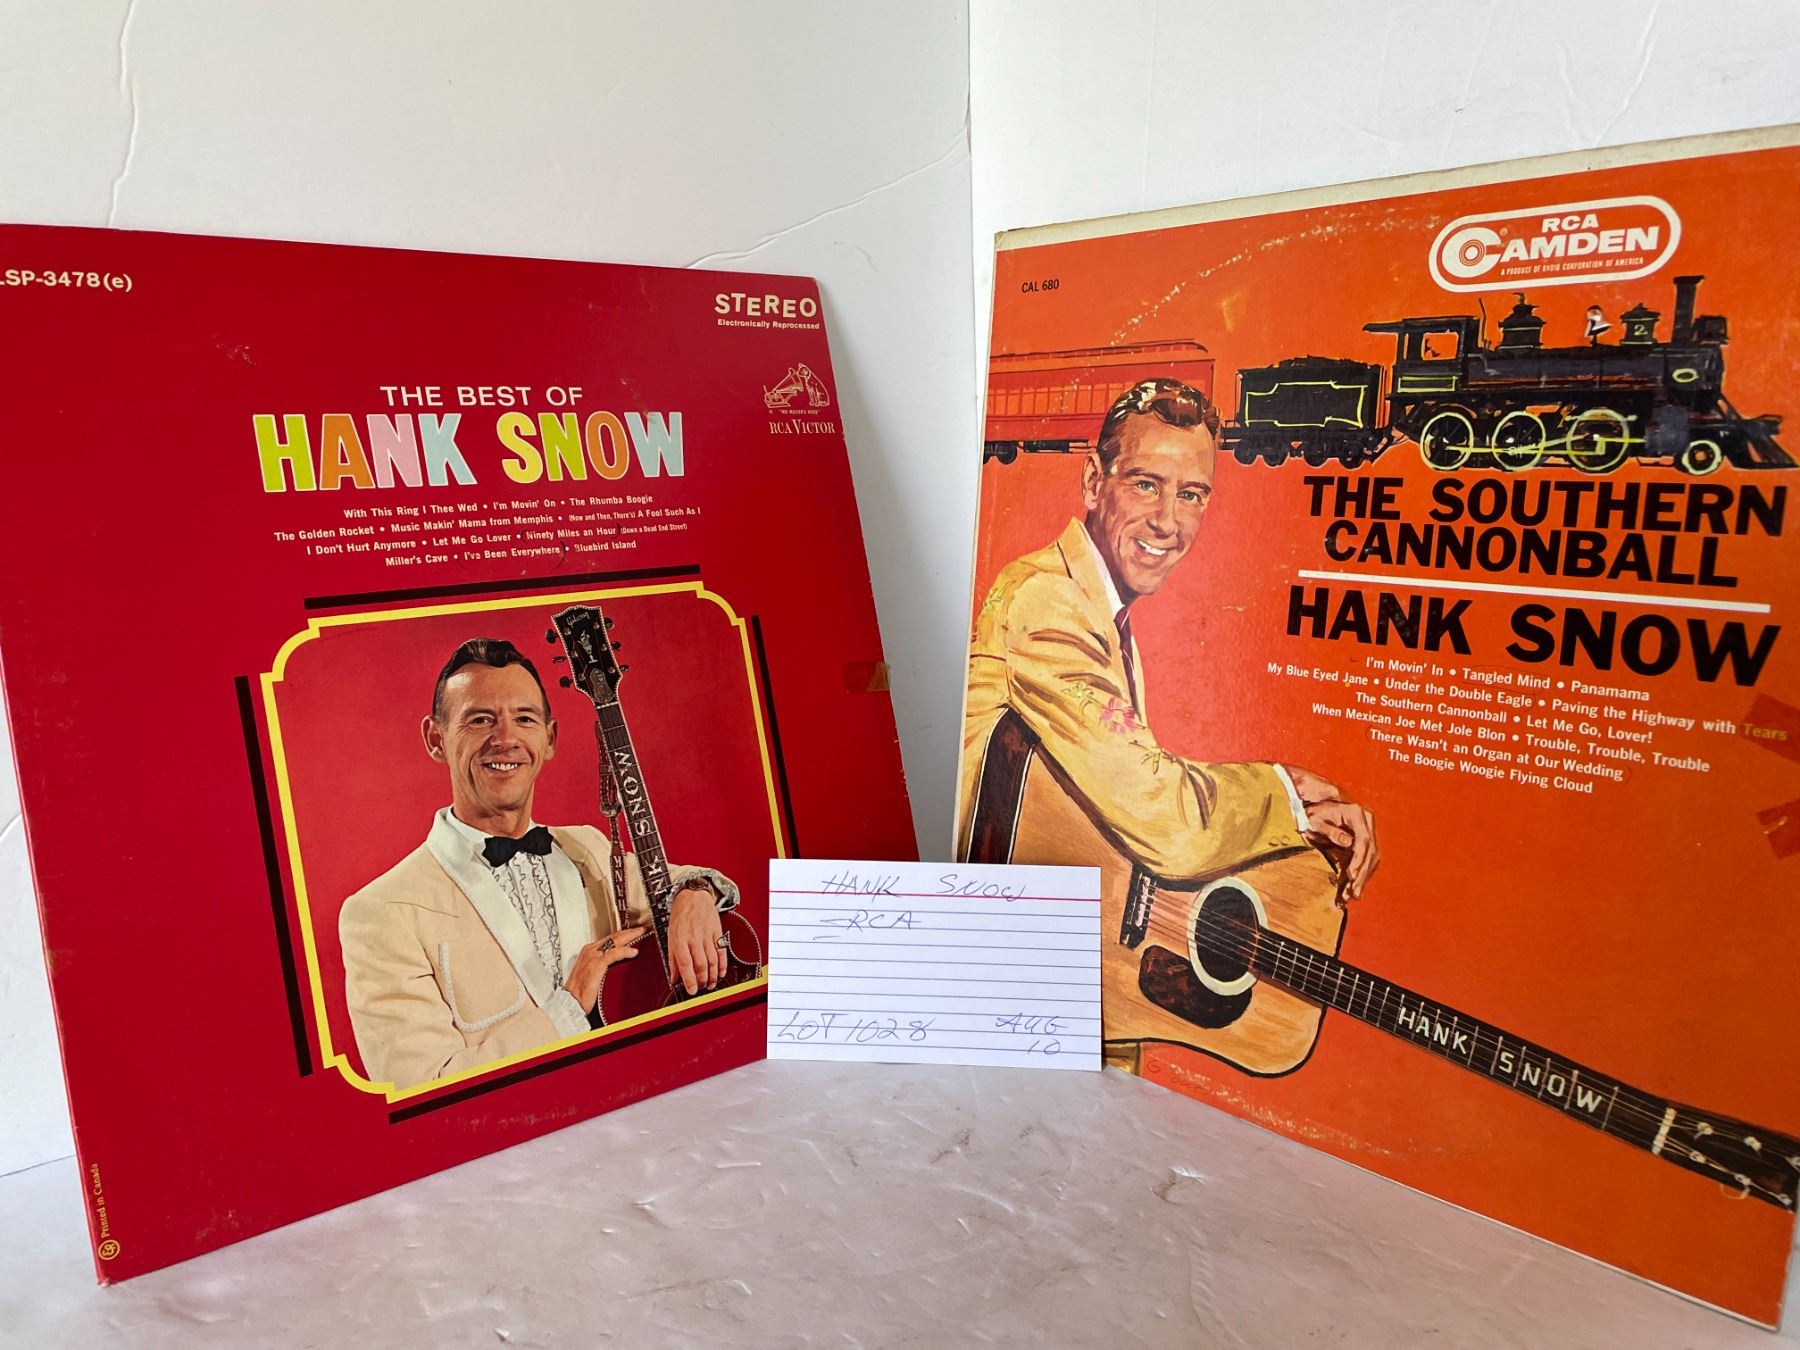 LSP-3478(e)
STEREO
Electronically Reprocessed
"HIS MASTER'S VOICE"
RCA VICTOR
THE BEST OF
HANK SNOW
With This Ring I Thee Wed • I'm Movin' On • The Rhumba Boogie
The Golden Rocket • Music Makin' Mama from Memphis • (Now and Then, There's) A Fool Such As I
I Don't Hurt Anymore • Let Me Go Lover • Ninety Miles an Hour (Down a Dead End Street)
Miller's Cave • I've Been Everywhere • Bluebird Island
Gibson
SNOW
HANK
HANK
Printed in Canada
RCA
CAMDEN
A PRODUCT OF RADIO CORPORATION OF AMERICA
CAL 680
2
THE SOUTHERN
CANNONBALL
HANK SNOW
I'm Movin' In • Tangled Mind • Panamama
My Blue Eyed Jane • Under the Double Eagle • Paving the Highway with Tears
The Southern Cannonball • Let Me Go, Lover!
When Mexican Joe Met Jole Blon • Trouble, Trouble, Trouble
There Wasn't an Organ at Our Wedding
The Boogie Woogie Flying Cloud
HANK SNOW
HANK SNOW
RCA
LOT 1028 AUG
10